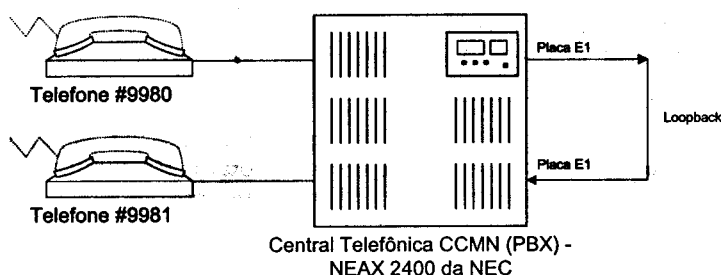 Telefone #9980
Placa E1
Loopback
Telefone #9981
Placa E1
Central Telefônica CCMN (PBX) -
NEAX 2400 da NEC